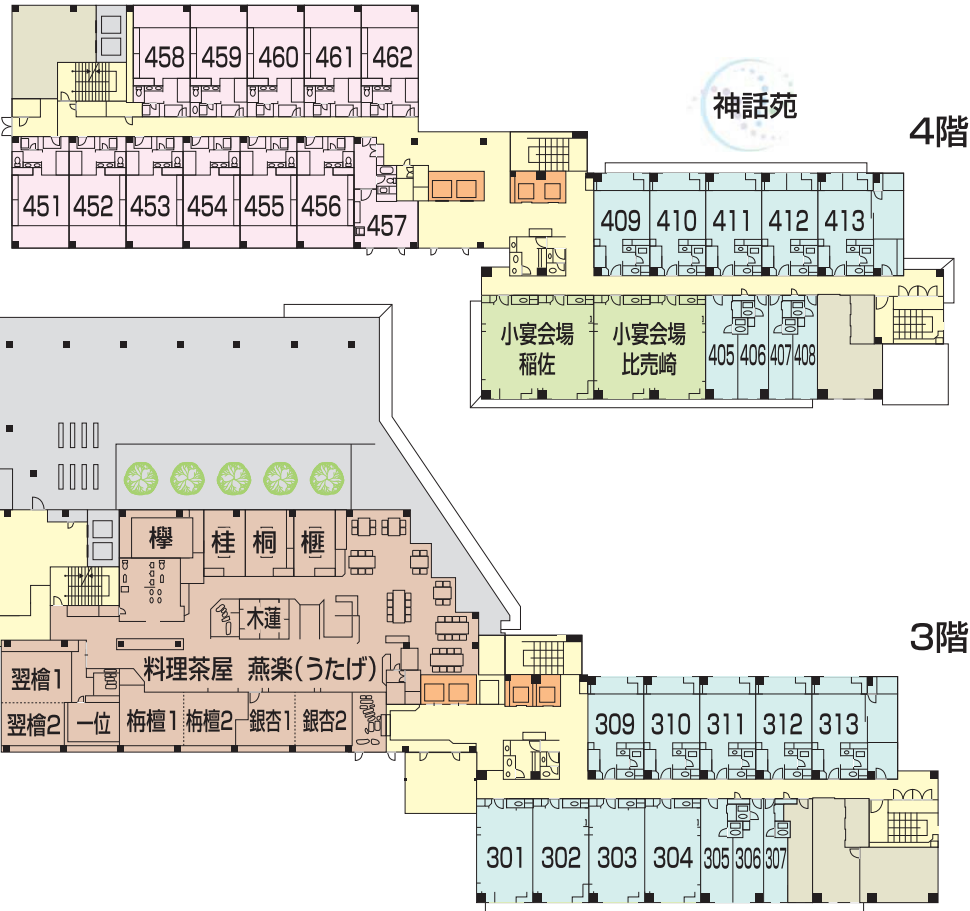 458 459 460 461 462
神話苑
4階
451 452 453 454 455 456 457
409 410 411 412 413
小宴会場
稲佐
小宴会場
比売崎
405 406 407 408
欅 桂 桐 榧
木蓮
3階
料理茶屋 燕楽(うたげ)
翌檜1
翌檜2 一位 栴檀1 栴檀2 銀杏1 銀杏2
309 310 311 312 313
301 302 303 304 305 306 307